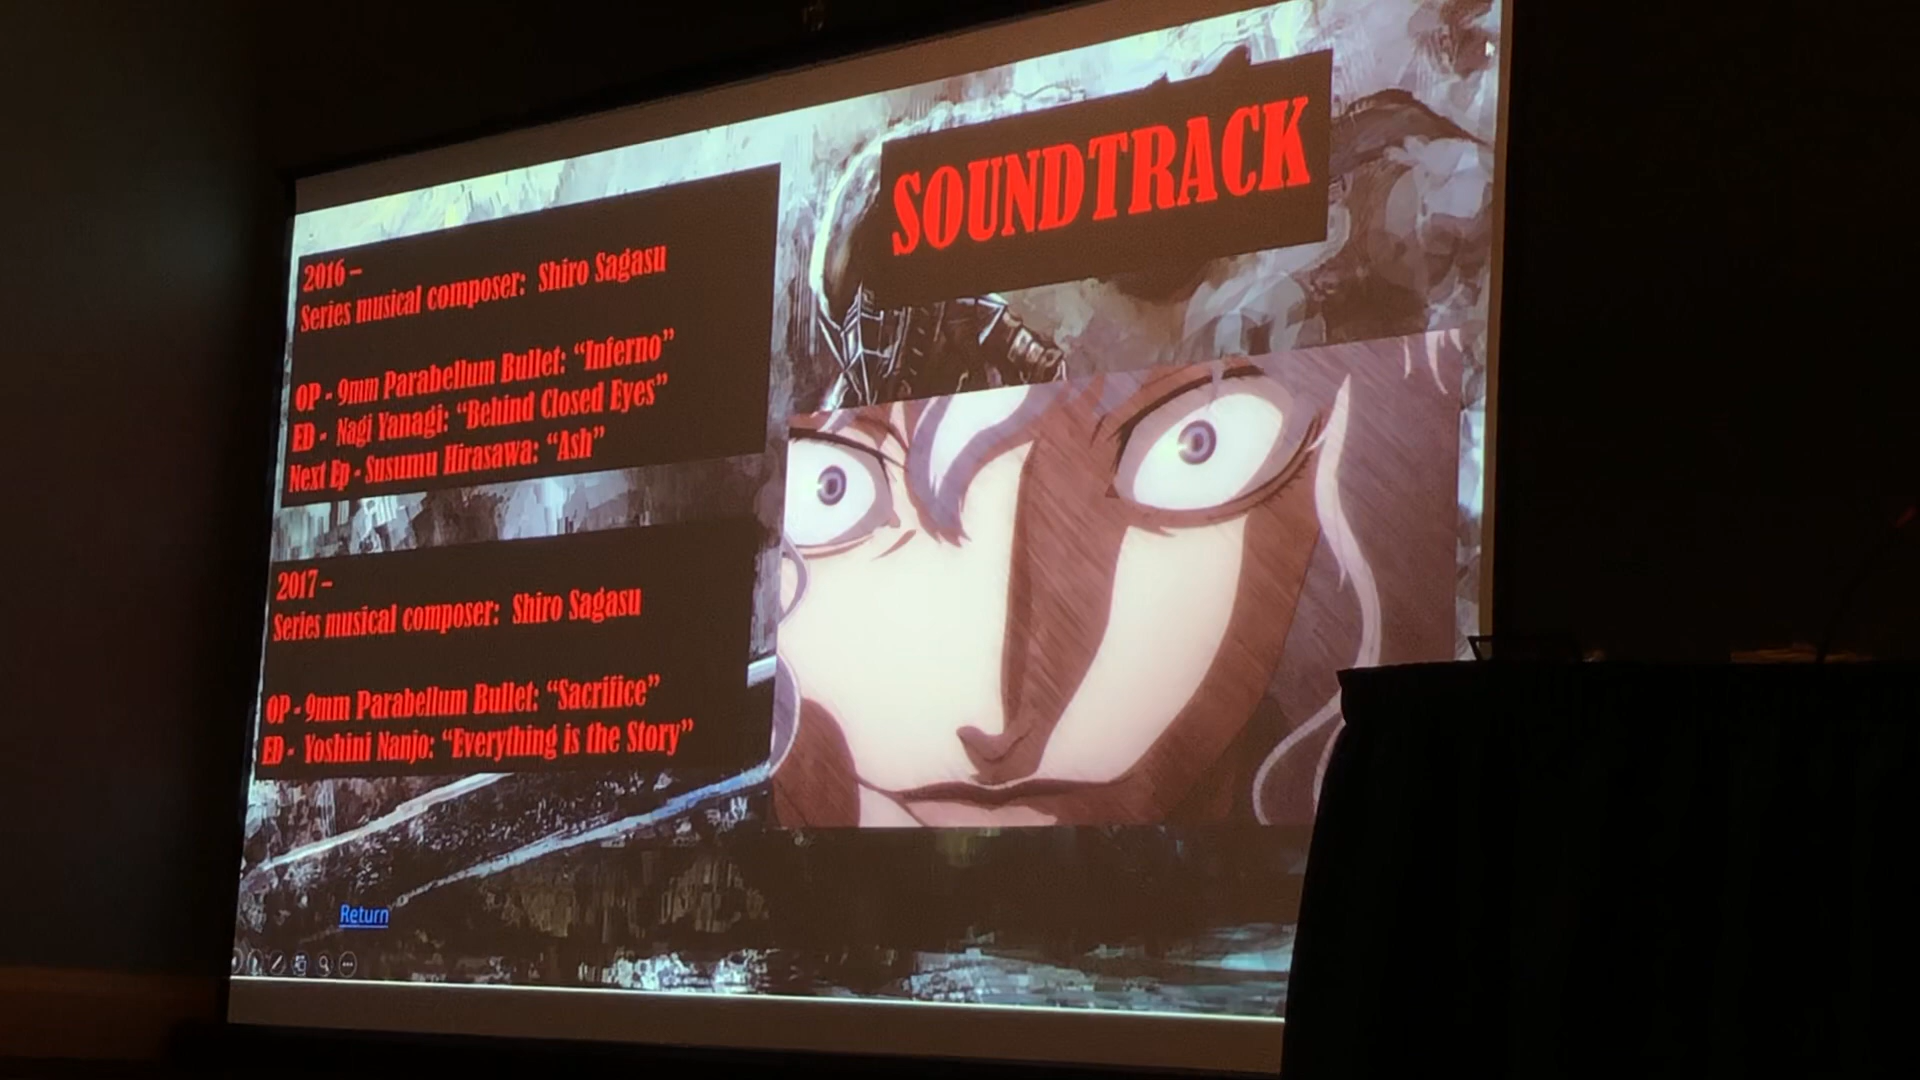 SOUNDTRACK
2016 –
Series musical composer: Shiro Sagasu
OP - 9mm Parabellum Bullet: “Inferno”
ED - Nagi Yanagi: “Behind Closed Eyes”
Next Ep - Susumu Hirasawa: “Ash”
2017 –
Series musical composer: Shiro Sagasu
OP - 9mm Parabellum Bullet: “Sacrifice”
ED - Yoshini Nanjo: “Everything is the Story”
Return